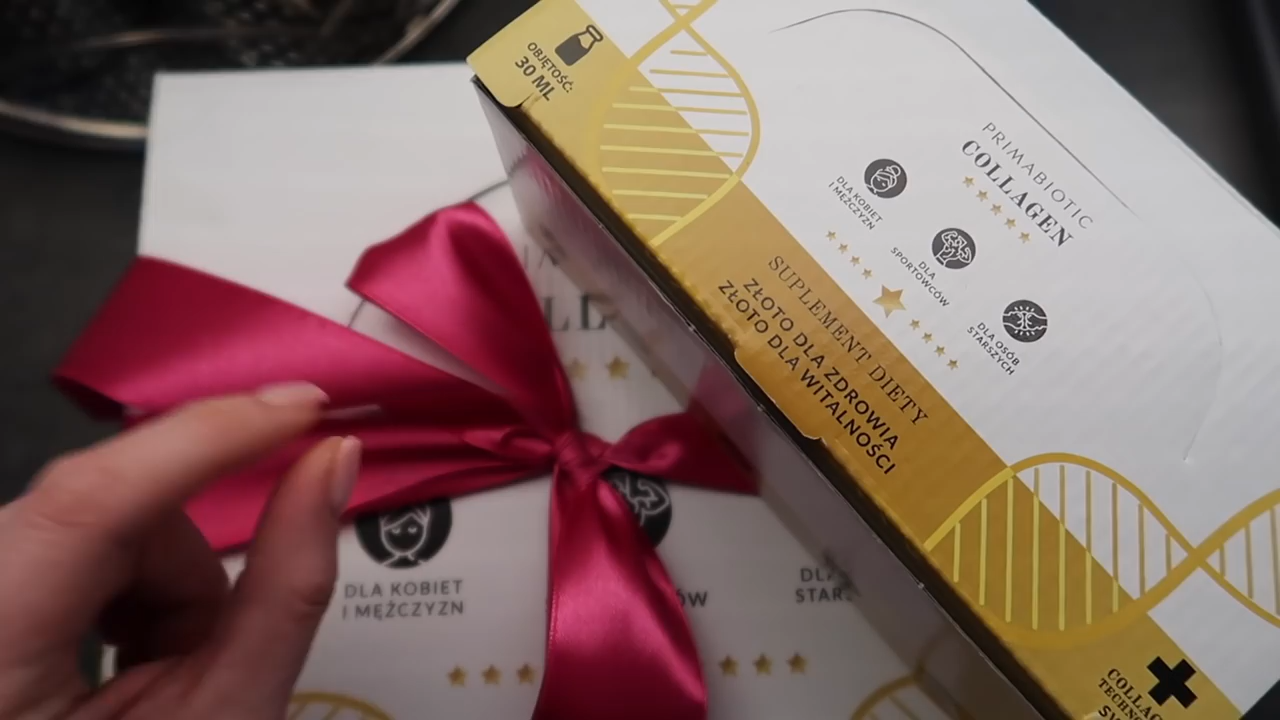 OBJĘTOŚĆ:
30 ML
PRIMABIOTIC
COLLAGEN
DLA KOBIET
I MĘŻCZYZN
DLA
SPORTOWCÓW
DLA OSÓB
STARSZYCH
SUPLEMENT DIETY
ZŁOTO DLA ZDROWIA
ZŁOTO DLA WITALNOŚCI
DLA KOBIET
I MĘŻCZYZN